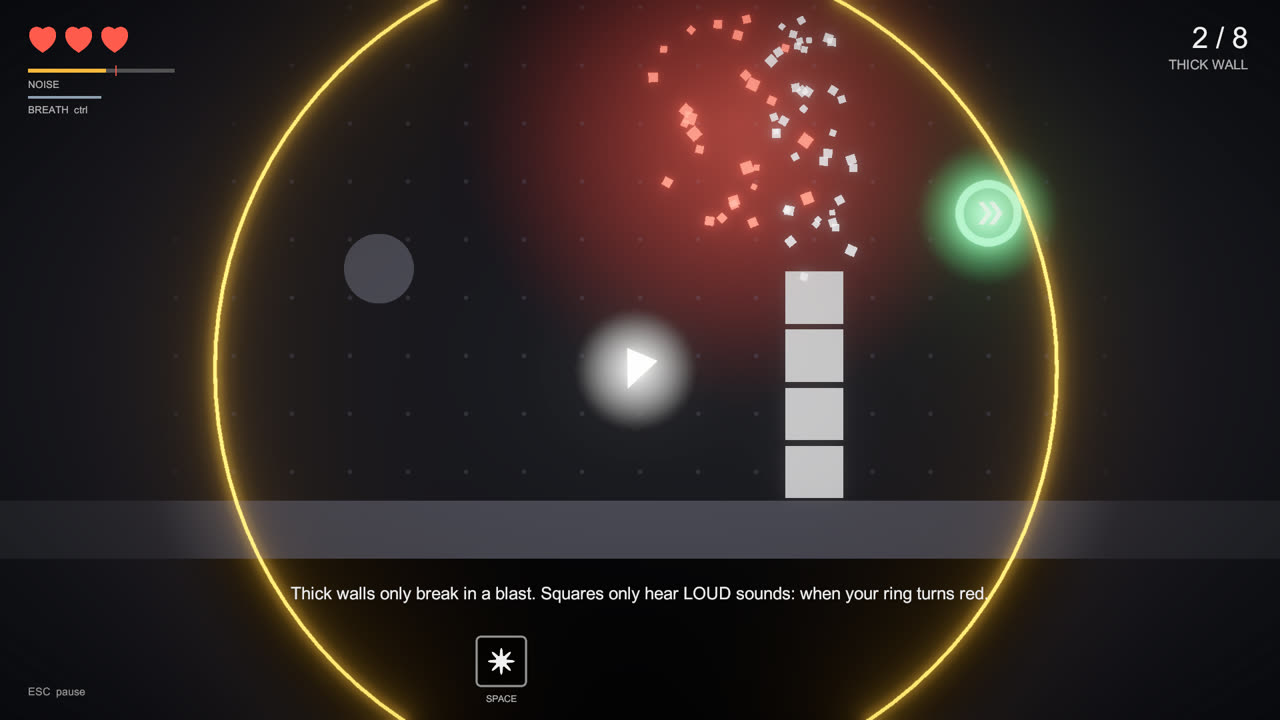 2 / 8
THICK WALL
NOISE
BREATH ctrl
Thick walls only break in a blast. Squares only hear LOUD sounds: when your ring turns red.
SPACE
ESC pause